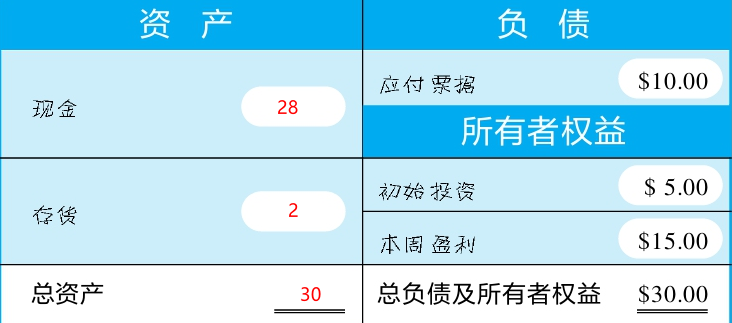 资 产
现金 28
存货 2
总资产 30
负 债
应付票据 $10.00
所有者权益
初始投资 $ 5.00
本周盈利 $15.00
总负债及所有者权益 $30.00